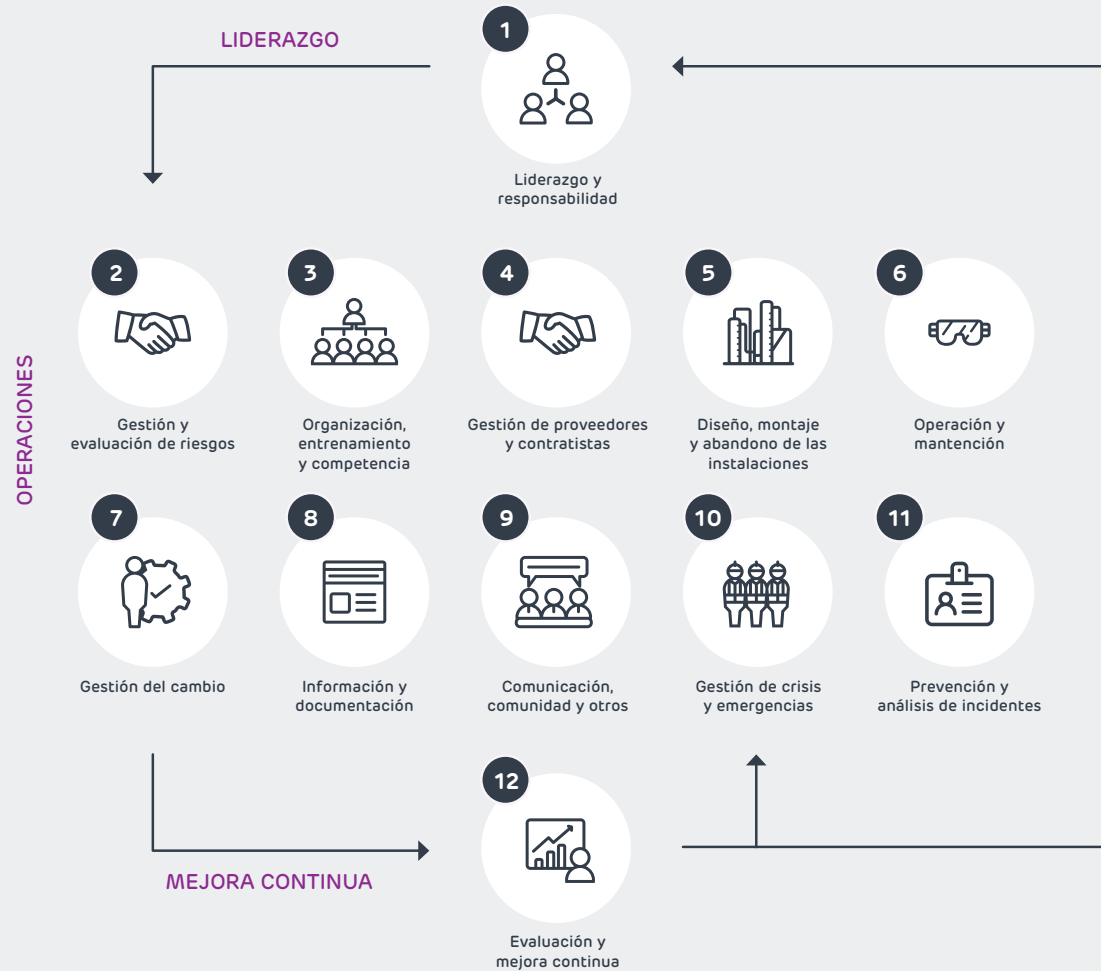 LIDERAZGO
1
Liderazgo y
responsabilidad
OPERACIONES
2
Gestión y
evaluación de riesgos
3
Organización,
entrenamiento
y competencia
4
Gestión de proveedores
y contratistas
5
Diseño, montaje
y abandono de las
instalaciones
6
Operación y
mantención
7
Gestión del cambio
8
Información y
documentación
9
Comunicación,
comunidad y otros
10
Gestión de crisis
y emergencias
11
Prevención y
análisis de incidentes
MEJORA CONTINUA
12
Evaluación y
mejora continua